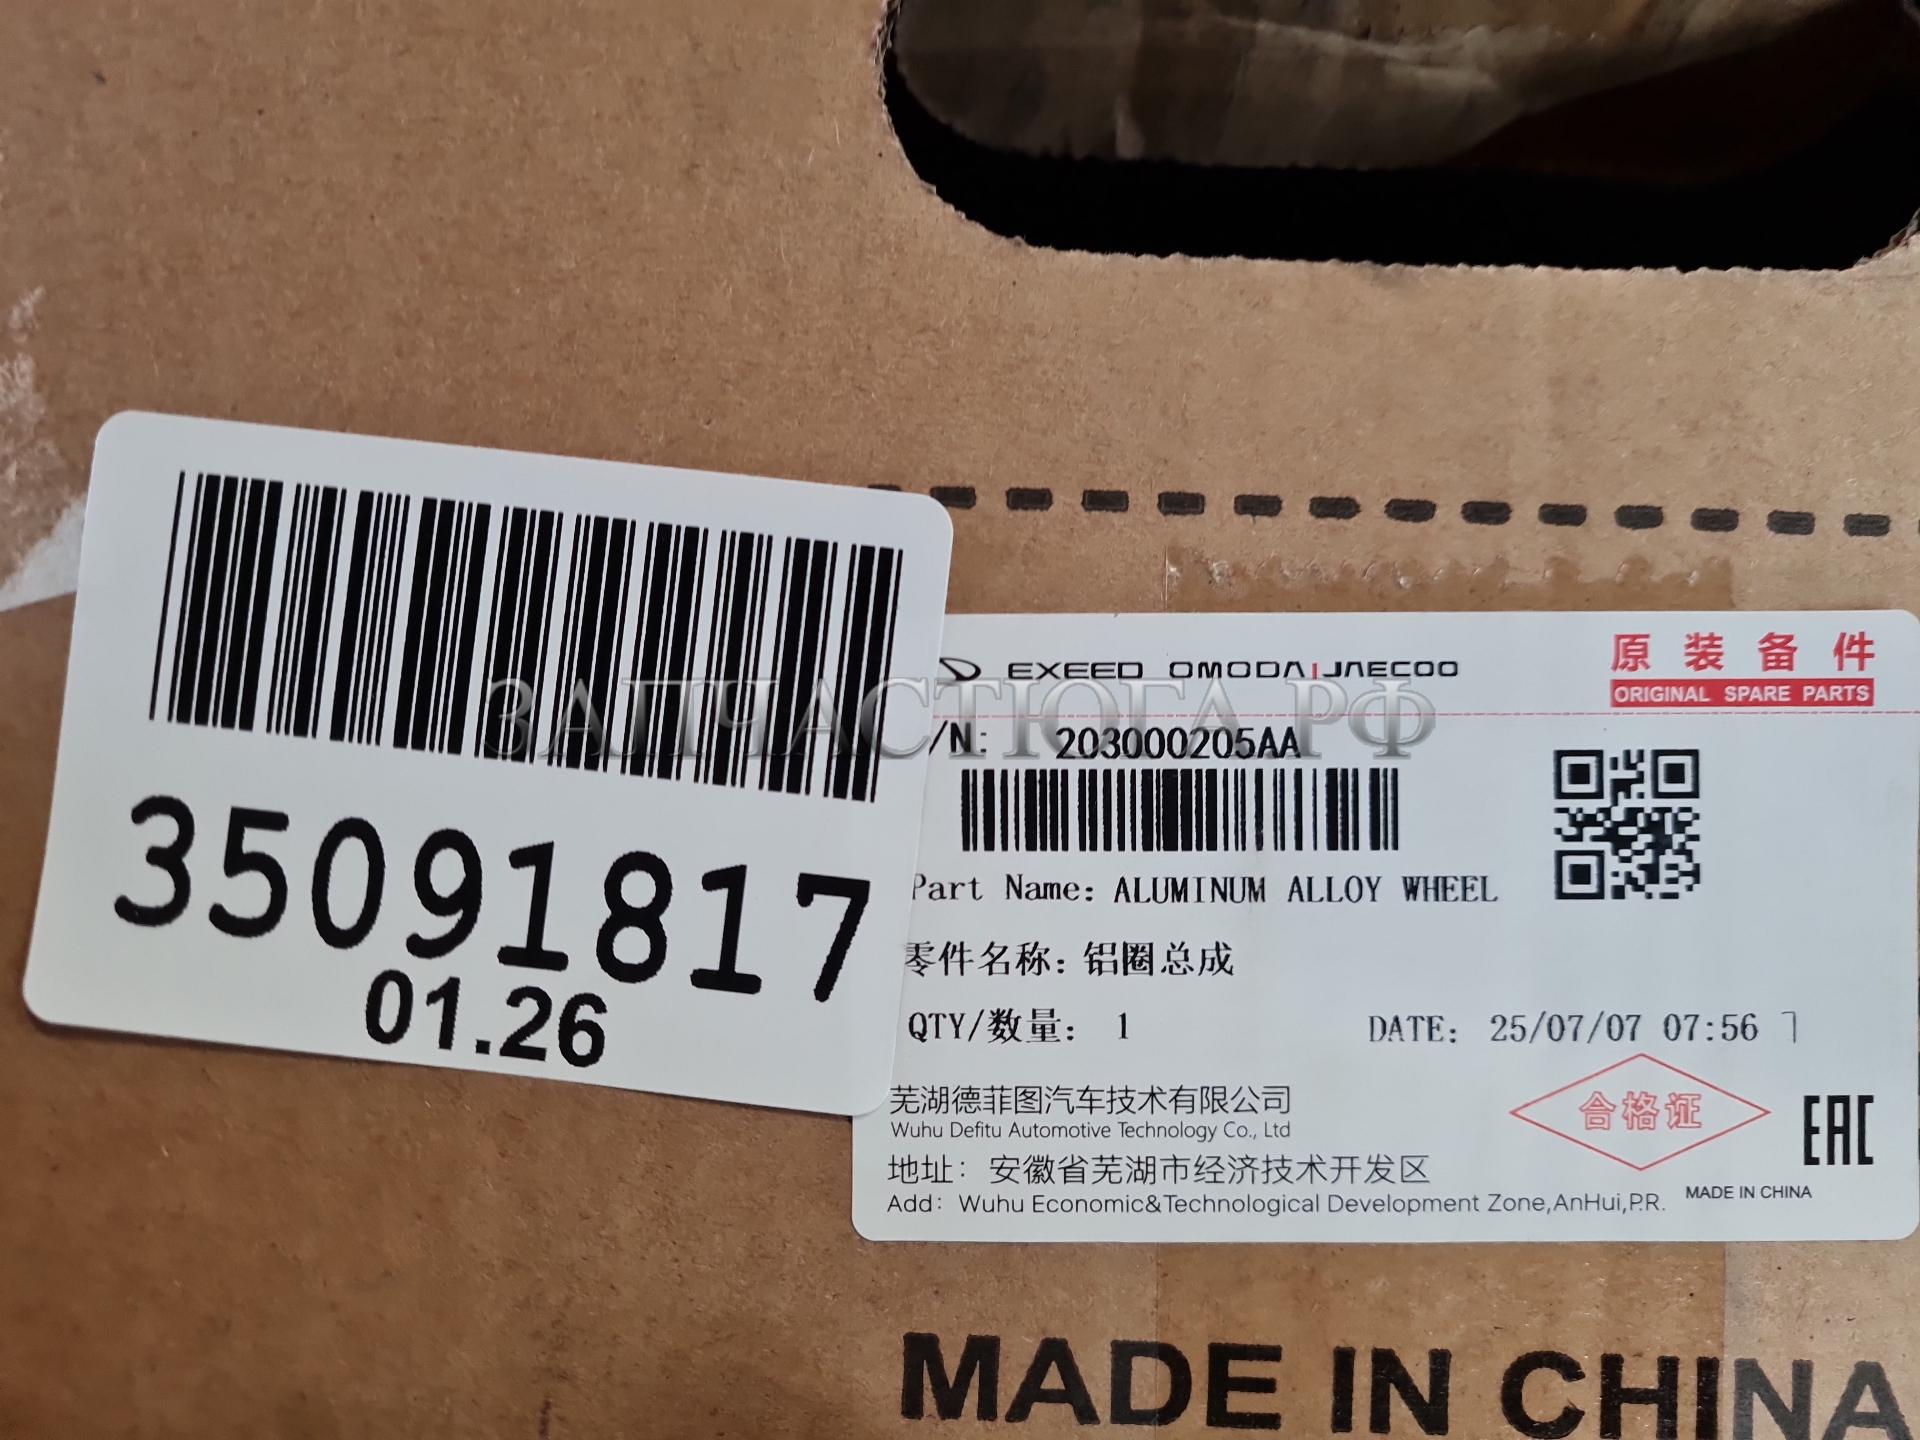 35091817
01.26
EXEED OMODA|JAECOO
原装备件
ORIGINAL SPARE PARTS
/N: 203000205AA
Part Name: ALUMINUM ALLOY WHEEL
零件名称: 铝圈总成
QTY/数量: 1
DATE: 25/07/07 07:56
芜湖德菲图汽车技术有限公司
Wuhu Defitu Automotive Technology Co., Ltd
合格证
EAC
地址: 安徽省芜湖市经济技术开发区
Add: Wuhu Economic&Technological Development Zone,AnHui,P.R.
MADE IN CHINA
MADE IN CHINA
ЗАПЧАСТЮГА.РФ